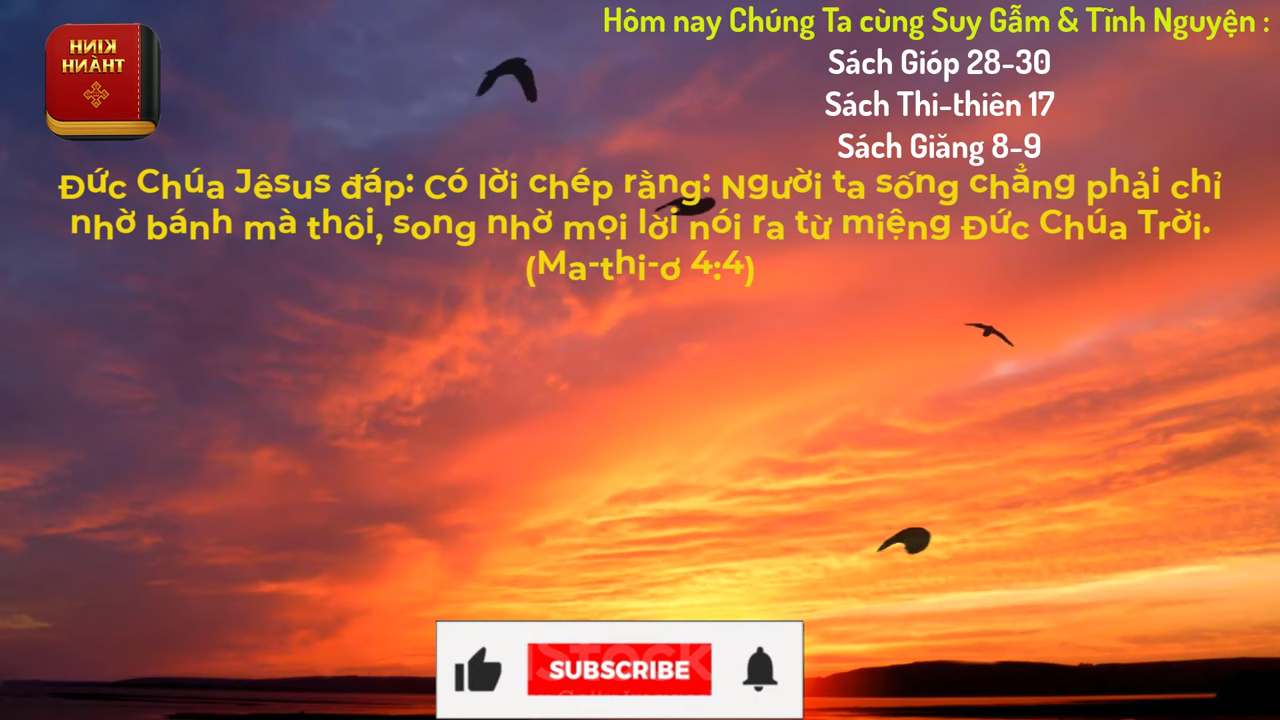 Hôm nay Chúng Ta cùng Suy Gẫm & Tĩnh Nguyện :
Sách Gióp 28-30
Sách Thi-thiên 17
Sách Giăng 8-9
KINH
THÀNH
Đức Chúa Jêsus đáp: Có lời chép rằng: Người ta sống chẳng phải chỉ
nhờ bánh mà thôi, song nhờ mọi lời nói ra từ miệng Đức Chúa Trời.
(Ma-thi-ơ 4:4)
SUBSCRIBE